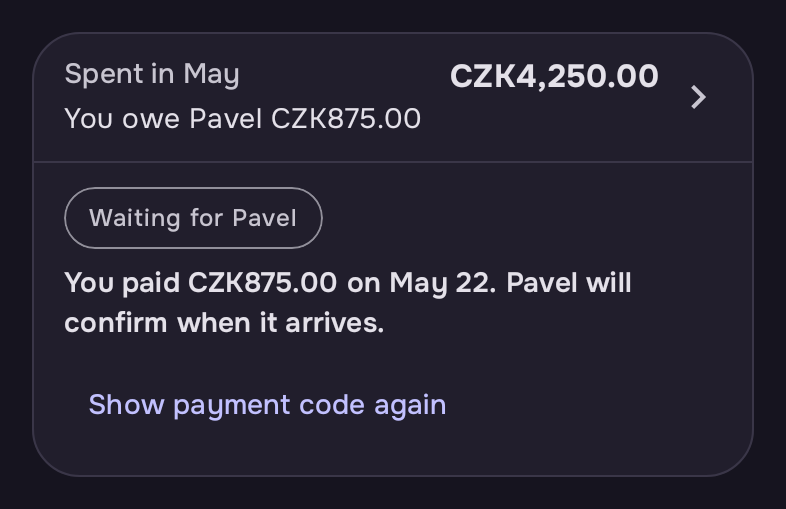 Spent in May
CZK4,250.00
You owe Pavel CZK875.00
Waiting for Pavel
You paid CZK875.00 on May 22. Pavel will
confirm when it arrives.
Show payment code again